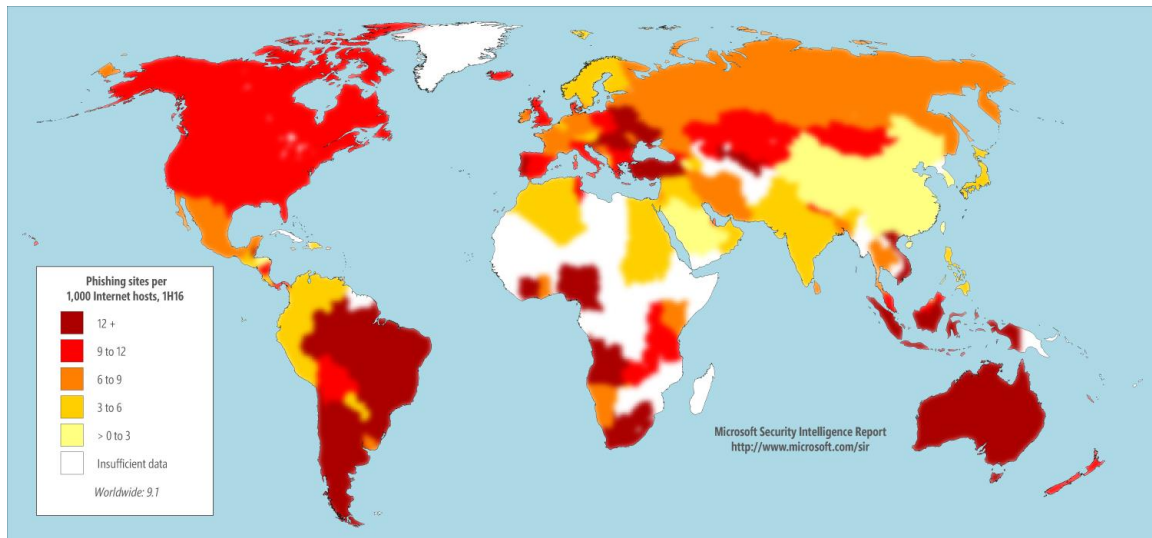 Phishing sites per
1,000 Internet hosts, 1H16
12 +
9 to 12
6 to 9
3 to 6
> 0 to 3
Insufficient data
Worldwide: 9.1
Microsoft Security Intelligence Report
http://www.microsoft.com/sir